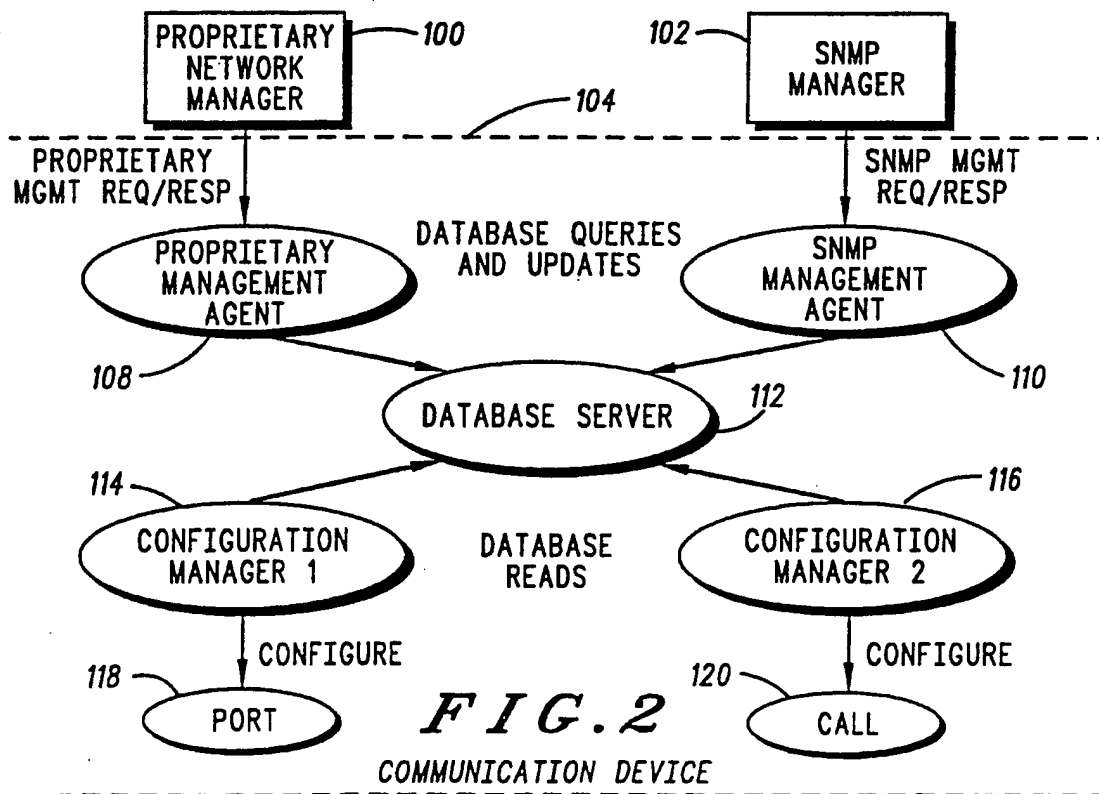 PROPRIETARY
NETWORK
MANAGER
100
102
SNMP
MANAGER
104
PROPRIETARY
MGMT REQ/RESP
SNMP MGMT
REQ/RESP
PROPRIETARY
MANAGEMENT
AGENT
DATABASE QUERIES
AND UPDATES
SNMP
MANAGEMENT
AGENT
108
110
DATABASE SERVER
112
114
116
CONFIGURATION
MANAGER 1
DATABASE
READS
CONFIGURATION
MANAGER 2
CONFIGURE
CONFIGURE
118
PORT
120
CALL
FIG.2
COMMUNICATION DEVICE